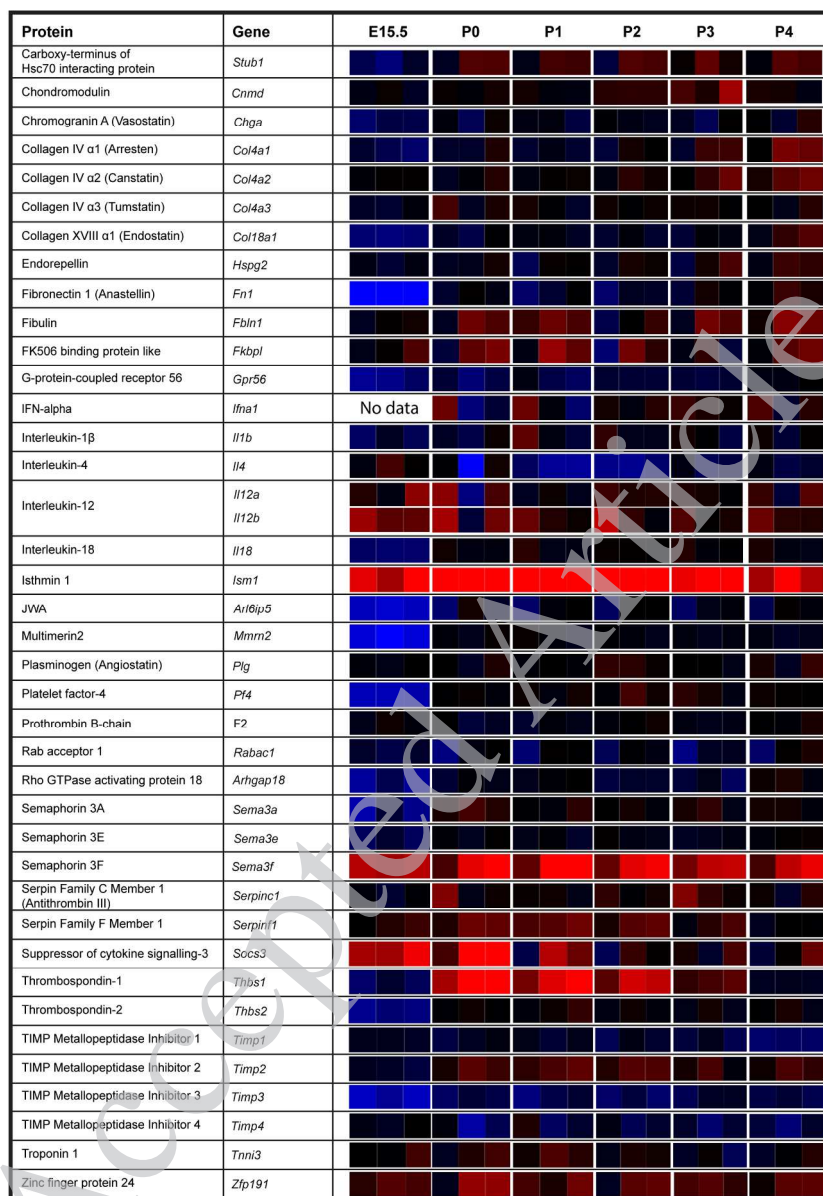 Protein Gene E15.5 P0 P1 P2 P3 P4
Carboxy-terminus of
Hsc70 interacting protein Stub1
Chondromodulin Cnmd
Chromogranin A (Vasostatin) Chga
Collagen IV α1 (Arresten) Col4a1
Collagen IV α2 (Canstatin) Col4a2
Collagen IV α3 (Tumstatin) Col4a3
Collagen XVIII α1 (Endostatin) Col18a1
Endorepellin Hspg2
Fibronectin 1 (Anastellin) Fn1
Fibulin Fbln1
FK506 binding protein like Fkbpl
G-protein-coupled receptor 56 Gpr56
IFN-alpha Ifna1 No data
Interleukin-1β Il1b
Interleukin-4 Il4
Interleukin-12 Il12a
Il12b
Interleukin-18 Il18
Isthmin 1 Ism1
JWA Arl6ip5
Multimerin2 Mmrn2
Plasminogen (Angiostatin) Plg
Platelet factor-4 Pf4
Prothrombin B-chain F2
Rab acceptor 1 Rabac1
Rho GTPase activating protein 18 Arhgap18
Semaphorin 3A Sema3a
Semaphorin 3E Sema3e
Semaphorin 3F Sema3f
Serpin Family C Member 1
(Antithrombin III) Serpinc1
Serpin Family F Member 1 Serpinf1
Suppressor of cytokine signalling-3 Socs3
Thrombospondin-1 Thbs1
Thrombospondin-2 Thbs2
TIMP Metallopeptidase Inhibitor 1 Timp1
TIMP Metallopeptidase Inhibitor 2 Timp2
TIMP Metallopeptidase Inhibitor 3 Timp3
TIMP Metallopeptidase Inhibitor 4 Timp4
Troponin 1 Tnni3
Zinc finger protein 24 Zfp191
Accepted Article